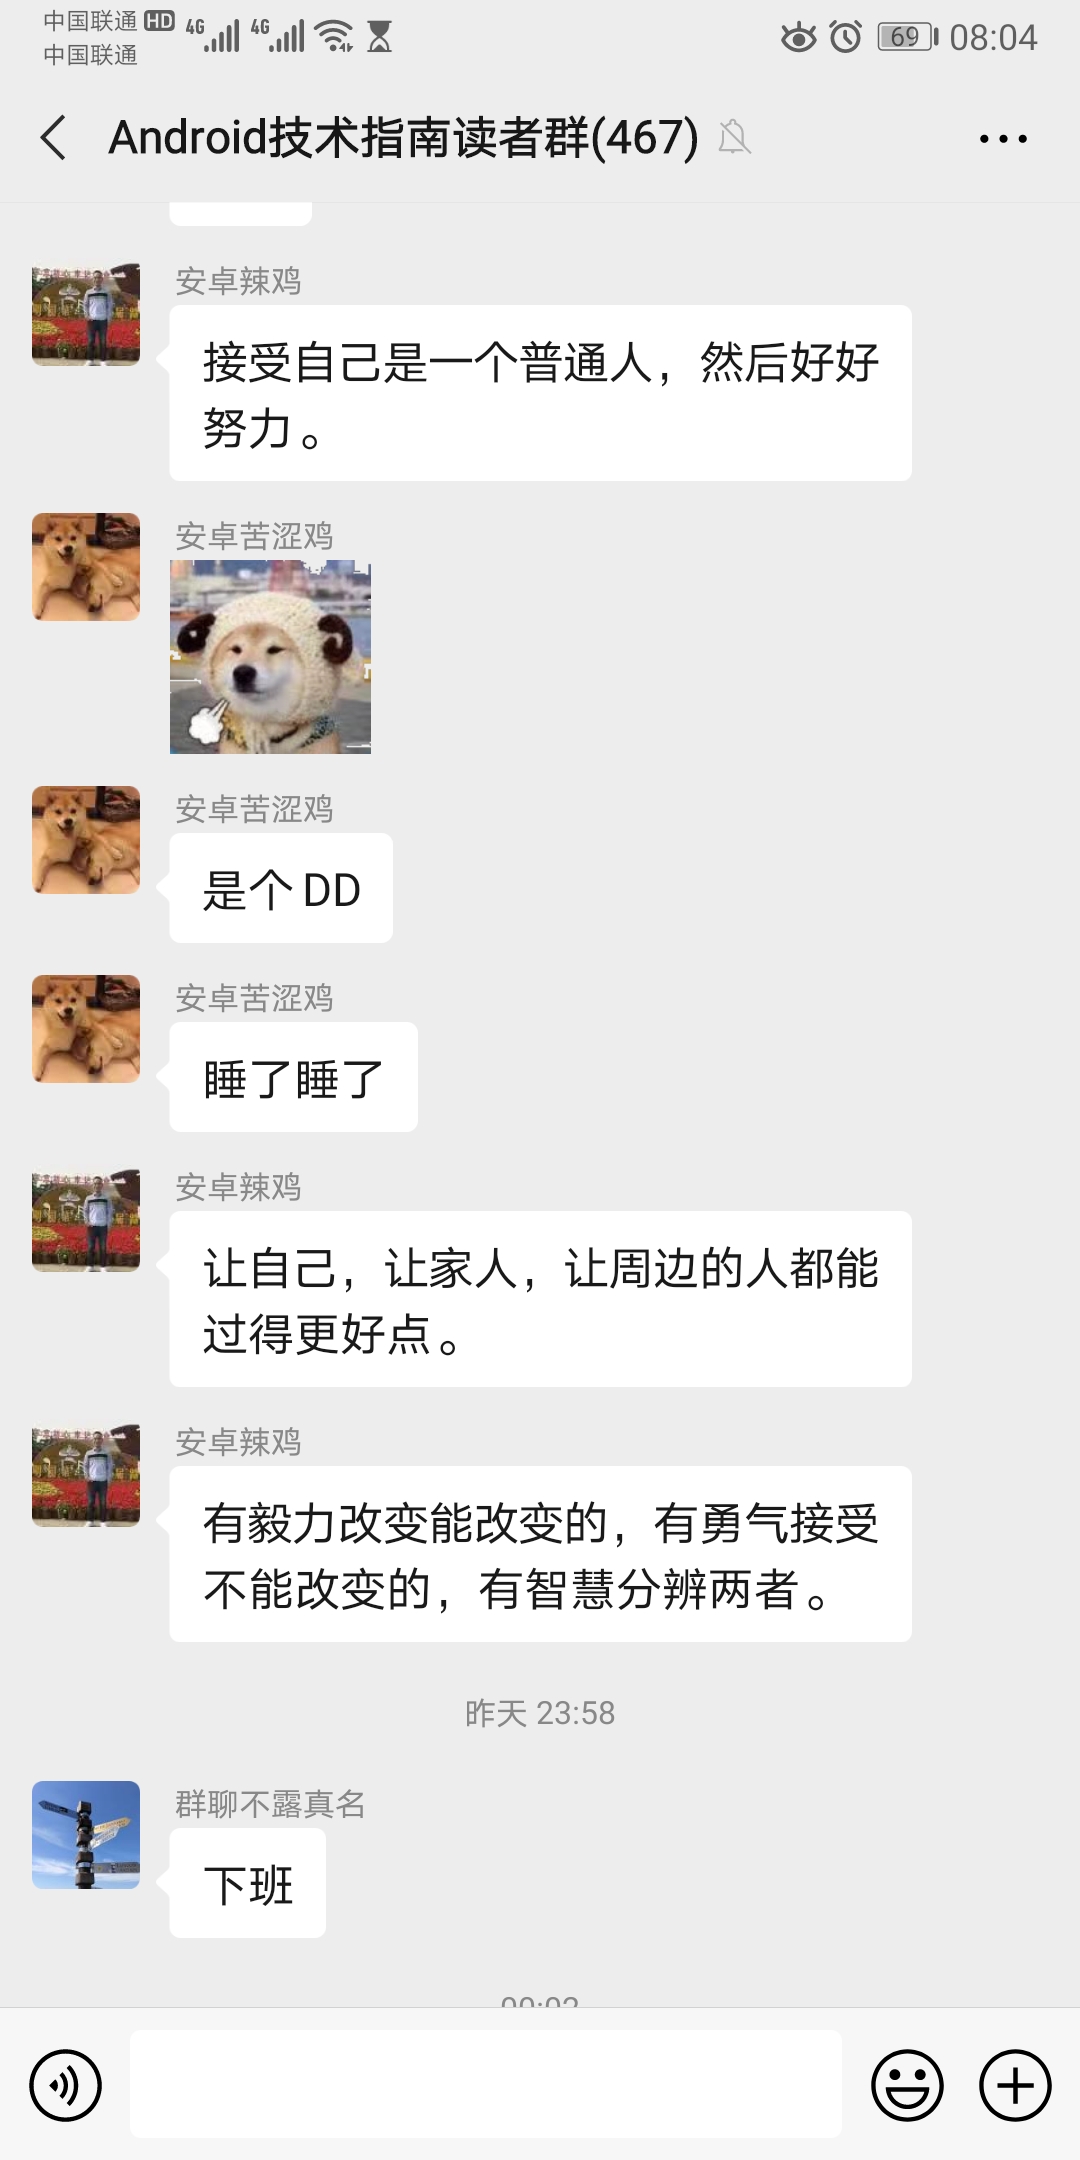 中国联通 HD 4G 4G 69 08:04
中国联通
Android技术指南读者群(467)
安卓辣鸡
接受自己是一个普通人，然后好好
努力。
安卓苦涩鸡
安卓苦涩鸡
是个DD
安卓苦涩鸡
睡了睡了
安卓辣鸡
让自己，让家人，让周边的人都能
过得更好点。
安卓辣鸡
有毅力改变能改变的，有勇气接受
不能改变的，有智慧分辨两者。
昨天 23:58
群聊不露真名
下班